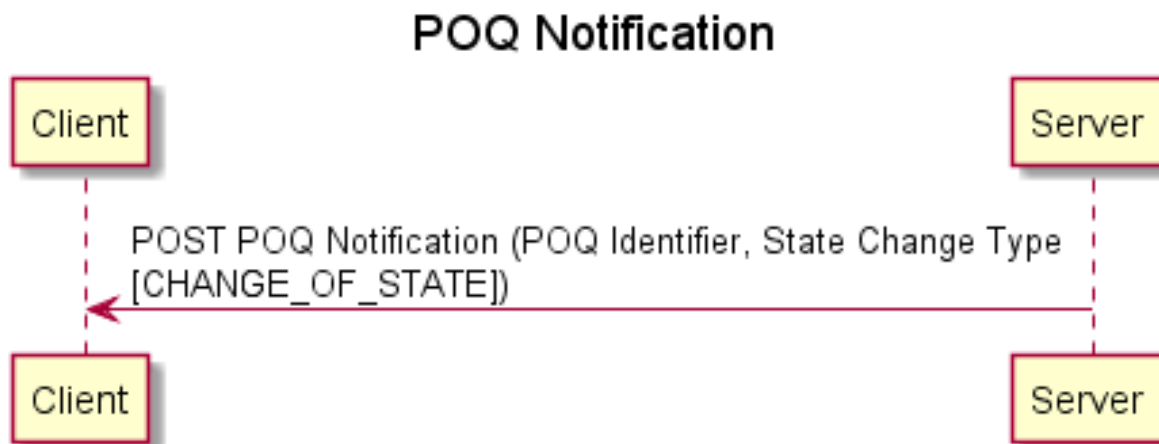 POQ Notification
Client
Server
POST POQ Notification (POQ Identifier, State Change Type
[CHANGE_OF_STATE])
Client
Server